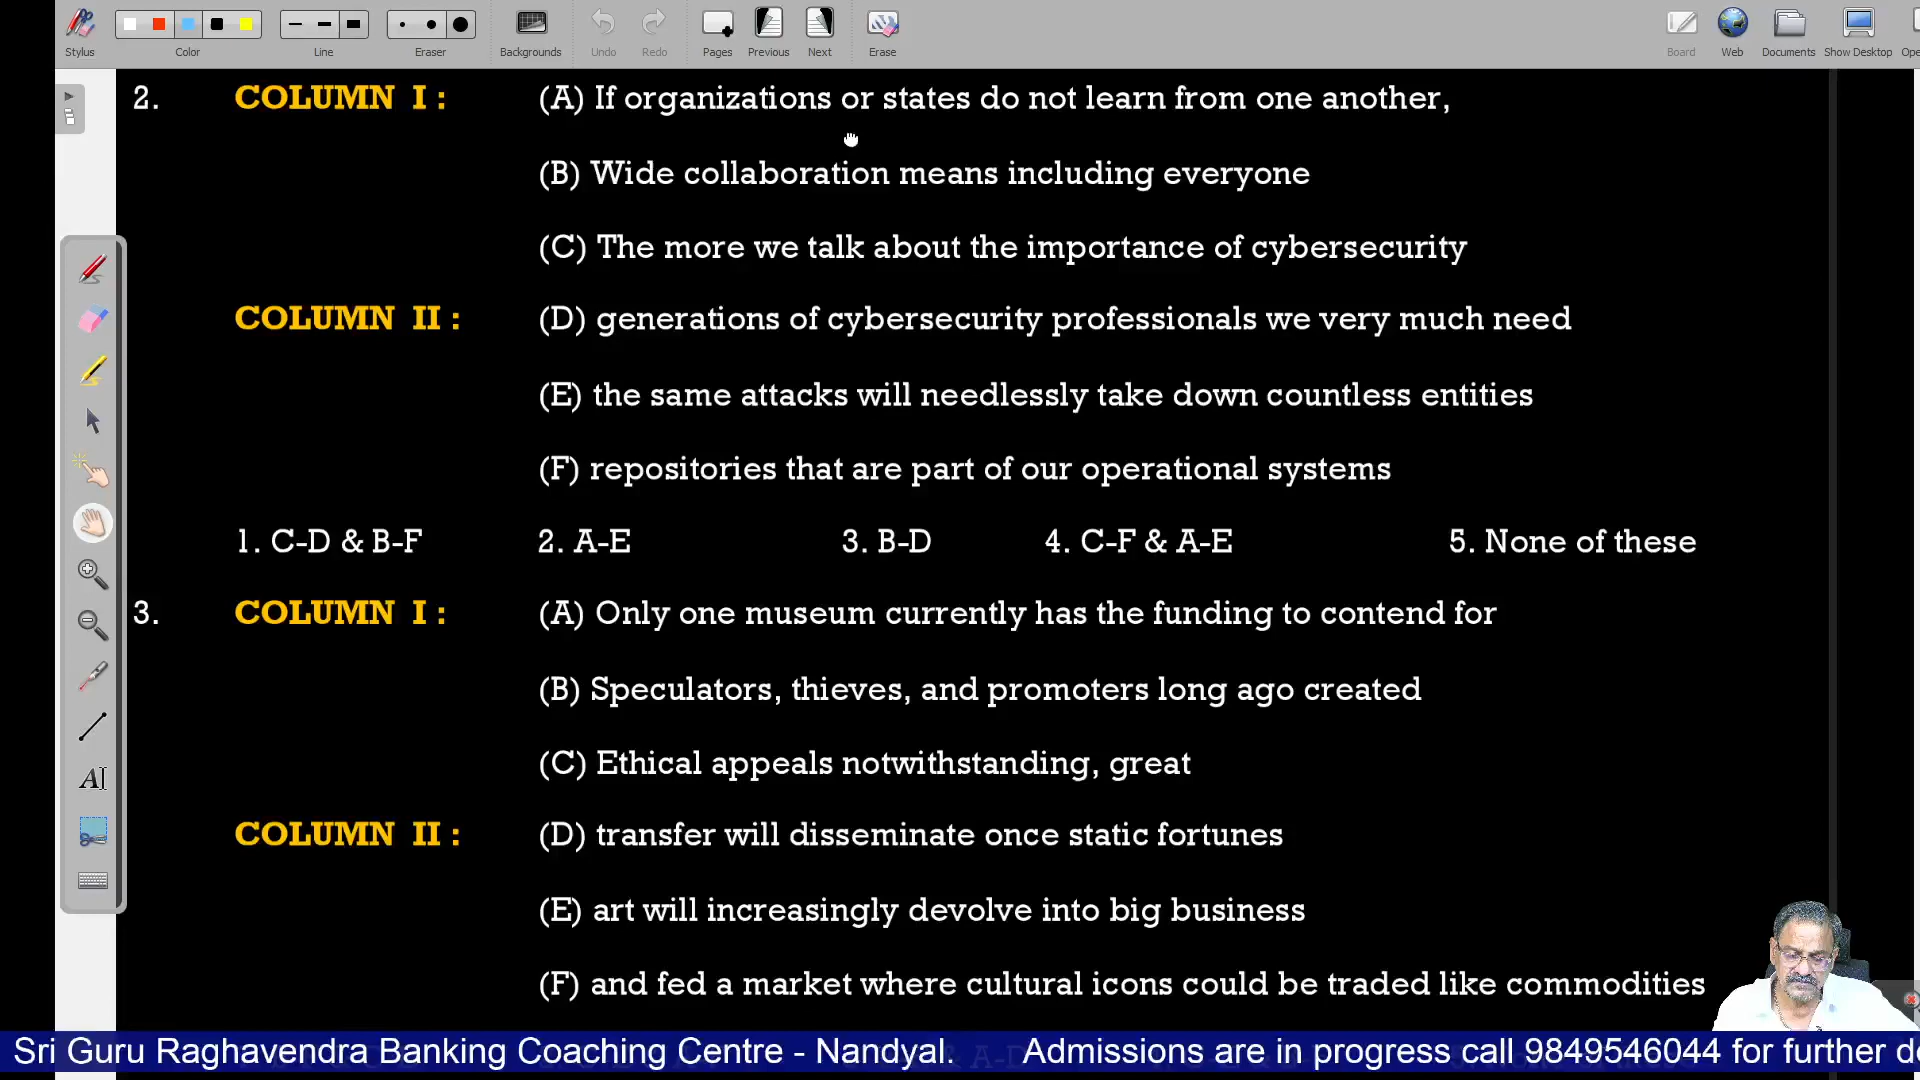 Stylus
Color
Line
Eraser
Backgrounds
Undo
Redo
Pages
Previous
Next
Erase
Board
Web
Documents
Show Desktop
2. COLUMN I : (A) If organizations or states do not learn from one another,
(B) Wide collaboration means including everyone
(C) The more we talk about the importance of cybersecurity
COLUMN II : (D) generations of cybersecurity professionals we very much need
(E) the same attacks will needlessly take down countless entities
(F) repositories that are part of our operational systems
1. C-D & B-F 2. A-E 3. B-D 4. C-F & A-E 5. None of these
3. COLUMN I : (A) Only one museum currently has the funding to contend for
(B) Speculators, thieves, and promoters long ago created
(C) Ethical appeals notwithstanding, great
COLUMN II : (D) transfer will disseminate once static fortunes
(E) art will increasingly devolve into big business
(F) and fed a market where cultural icons could be traded like commodities
Sri Guru Raghavendra Banking Coaching Centre - Nandyal. Admissions are in progress call 9849546044 for further